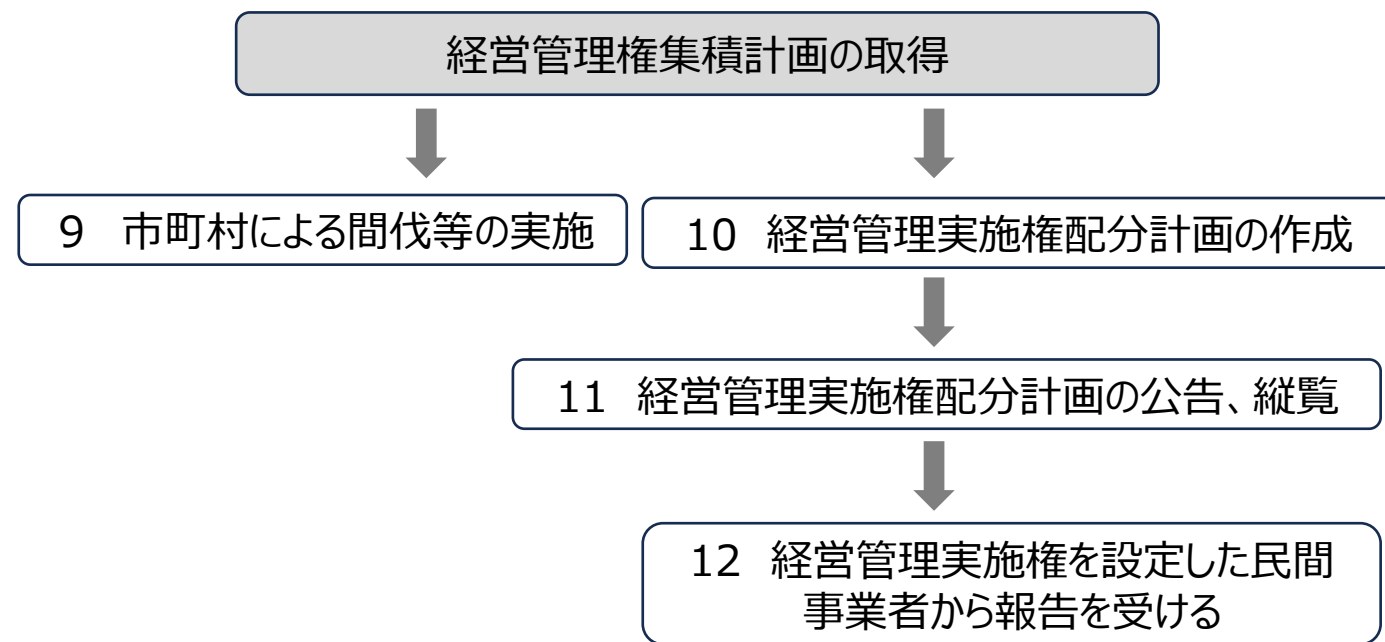 経営管理権集積計画の取得
9　市町村による間伐等の実施
10　経営管理実施権配分計画の作成
11　経営管理実施権配分計画の公告、縦覧
12　経営管理実施権を設定した民間
事業者から報告を受ける